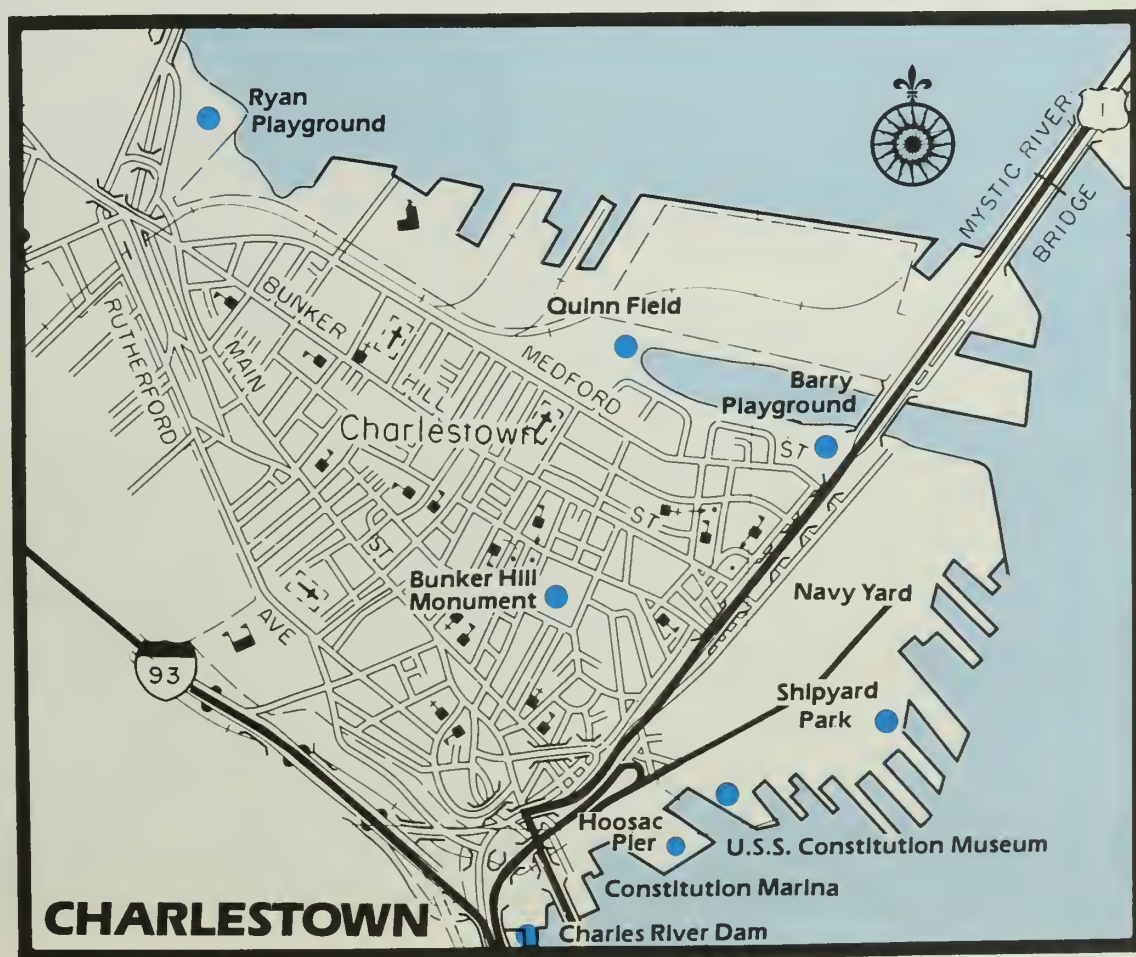 Ryan
Playground
MYSTIC RIVER
BRIDGE
1
Quinn Field
BUNKER
HILL
ST
MEDFORD
ST
Barry
Playground
RUTHERFORD
AVE
MAIN
ST
Charlestown
Bunker Hill
Monument
Navy Yard
93
Shipyard
Park
Hoosac
Pier
U.S.S. Constitution Museum
Constitution Marina
CHARLESTOWN
Charles River Dam